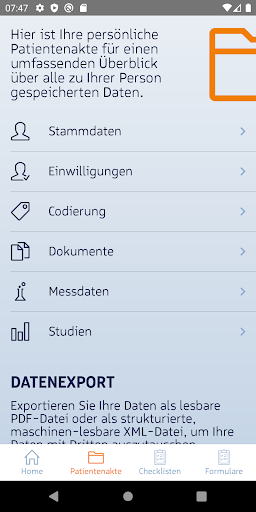 07:47
Hier ist Ihre persönliche
Patientenakte für einen
umfassenden Überblick
über alle zu Ihrer Person
gespeicherten Daten.
Stammdaten
Einwilligungen
Codierung
Dokumente
Messdaten
Studien
DATENEXPORT
Exportieren Sie Ihre Daten als lesbare
PDF-Datei oder als strukturierte,
maschinen-lesbare XML-Datei, um Ihre
Daten mit Dritten auszutauschen
Home Patientenakte Checklisten Formulare